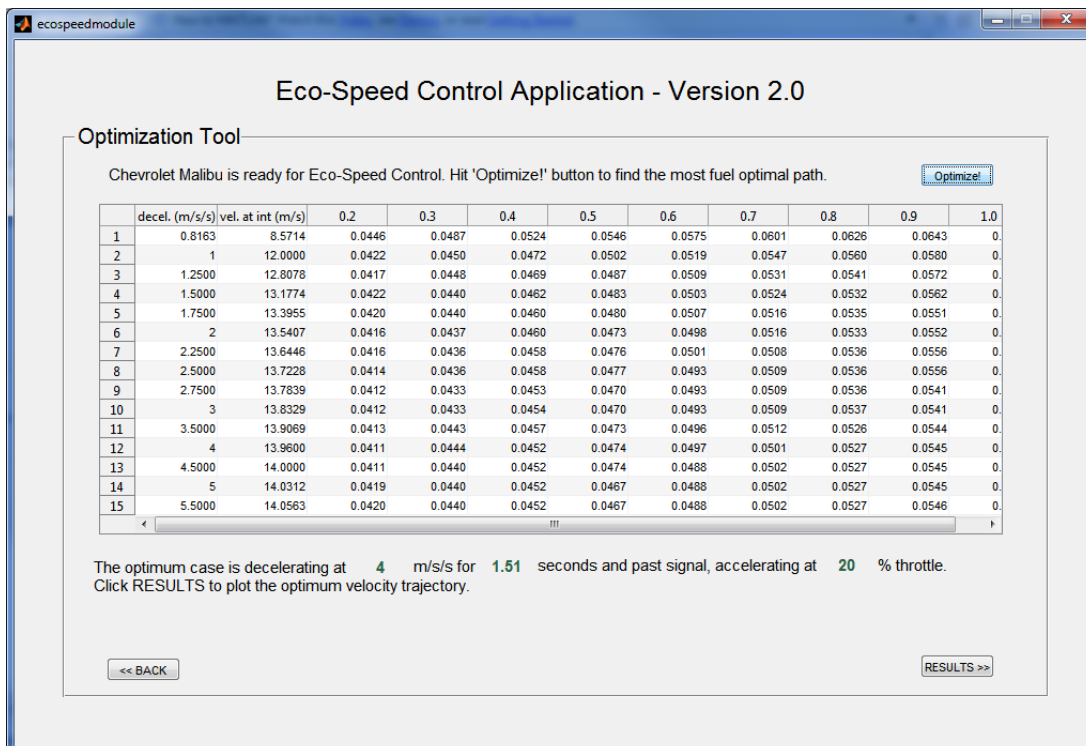 ecospeedmodule
Eco-Speed Control Application - Version 2.0
Optimization Tool
Chevrolet Malibu is ready for Eco-Speed Control. Hit 'Optimize!' button to find the most fuel optimal path.
Optimize!
decel. (m/s/s) vel. at int (m/s) 0.2 0.3 0.4 0.5 0.6 0.7 0.8 0.9 1.0
1 0.8163 8.5714 0.0446 0.0487 0.0524 0.0546 0.0575 0.0601 0.0626 0.0643 0.
2 1 12.0000 0.0422 0.0450 0.0472 0.0502 0.0519 0.0547 0.0560 0.0580 0.
3 1.2500 12.8078 0.0417 0.0448 0.0469 0.0487 0.0509 0.0531 0.0541 0.0572 0.
4 1.5000 13.1774 0.0422 0.0440 0.0462 0.0483 0.0503 0.0524 0.0532 0.0562 0.
5 1.7500 13.3955 0.0420 0.0440 0.0460 0.0480 0.0507 0.0516 0.0535 0.0551 0.
6 2 13.5407 0.0416 0.0437 0.0460 0.0473 0.0498 0.0516 0.0533 0.0552 0.
7 2.2500 13.6446 0.0416 0.0436 0.0458 0.0476 0.0501 0.0508 0.0536 0.0556 0.
8 2.5000 13.7228 0.0414 0.0436 0.0458 0.0477 0.0493 0.0509 0.0536 0.0556 0.
9 2.7500 13.7839 0.0412 0.0433 0.0453 0.0470 0.0493 0.0509 0.0536 0.0541 0.
10 3 13.8329 0.0412 0.0433 0.0454 0.0470 0.0493 0.0509 0.0537 0.0541 0.
11 3.5000 13.9069 0.0413 0.0443 0.0457 0.0473 0.0496 0.0512 0.0526 0.0544 0.
12 4 13.9600 0.0411 0.0444 0.0452 0.0474 0.0497 0.0501 0.0527 0.0545 0.
13 4.5000 14.0000 0.0411 0.0440 0.0452 0.0474 0.0488 0.0502 0.0527 0.0545 0.
14 5 14.0312 0.0419 0.0440 0.0452 0.0467 0.0488 0.0502 0.0527 0.0545 0.
15 5.5000 14.0563 0.0420 0.0440 0.0452 0.0467 0.0488 0.0502 0.0527 0.0546 0.
The optimum case is decelerating at 4 m/s/s for 1.51 seconds and past signal, accelerating at 20 % throttle.
Click RESULTS to plot the optimum velocity trajectory.
<< BACK
RESULTS >>